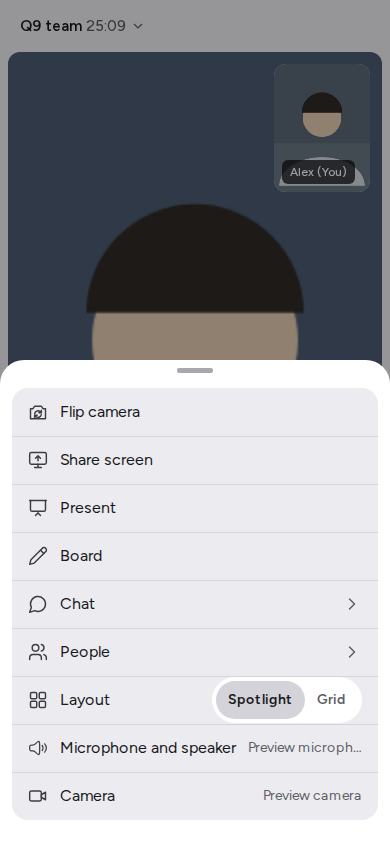 Q9 team 25:09
Alex (You)
Flip camera
Share screen
Present
Board
Chat
People
Layout Spotlight Grid
Microphone and speaker Preview microph...
Camera Preview camera